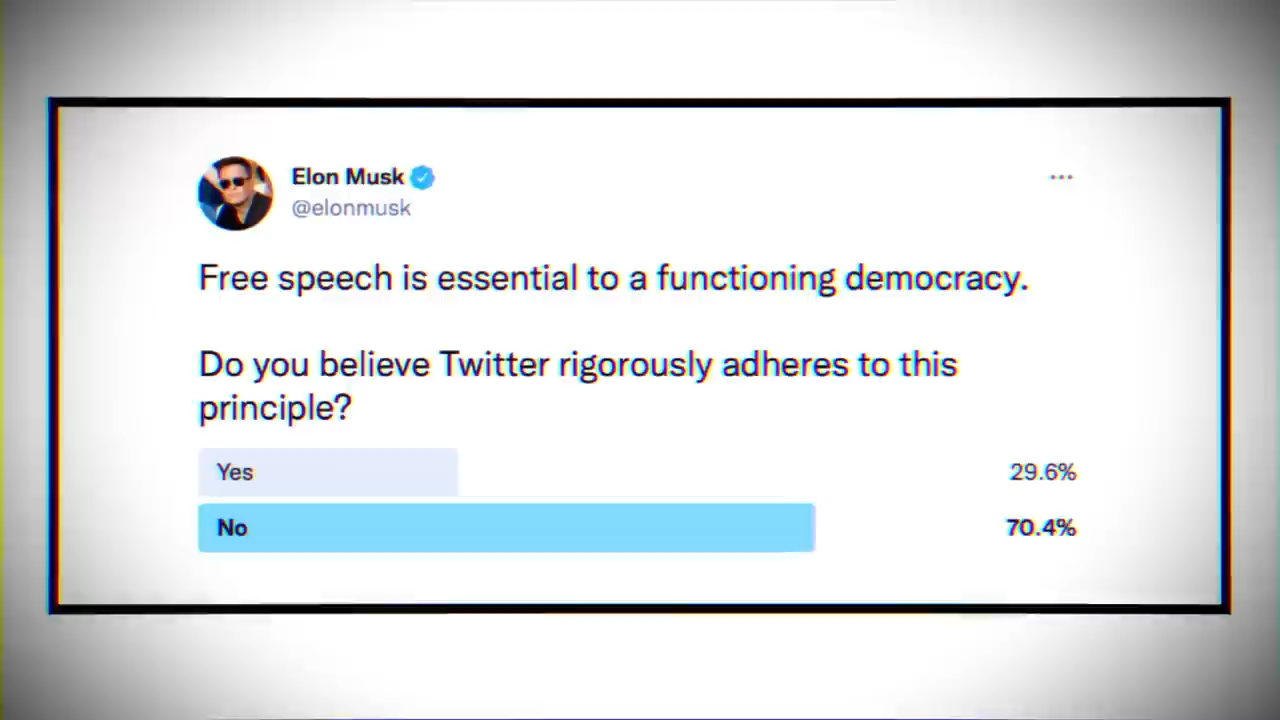 Elon Musk
@elonmusk
Free speech is essential to a functioning democracy.
Do you believe Twitter rigorously adheres to this
principle?
Yes 29.6%
No 70.4%